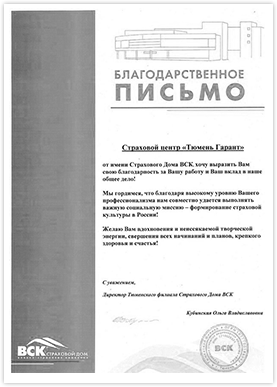 БЛАГОДАРСТВЕННОЕ
ПИСЬМО
Страховой центр «Тюмень Гарант»
от имени Страхового Дома ВСК, хочу выразить Вам
свою благодарность за Вашу работу и Ваш вклад в наше
общее дело!
Мы гордимся, что благодаря высокому уровню Вашего
профессионализма нам совместно удается выполнять
важную социальную миссию – формирование страховой
культуры в России!
Желаю Вам вдохновения и неиссякаемой творческой
энергии, свершения всех начинаний и планов, крепкого
здоровья и счастья!
С уважением,
Директор Тюменского филиала Страхового Дома ВСК
Кубинская Ольга Владиславовна
ВСК СТРАХОВОЙ ДОМ